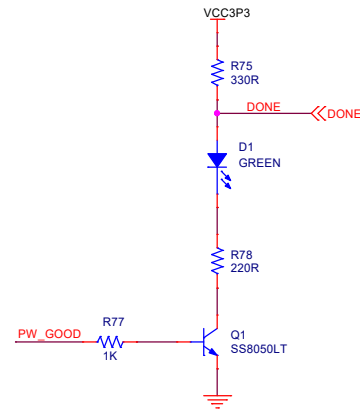 VCC3P3
R75
330R
DONE
DONE
D1
GREEN
R78
220R
PW_GOOD
R77
1K
Q1
SS8050LT